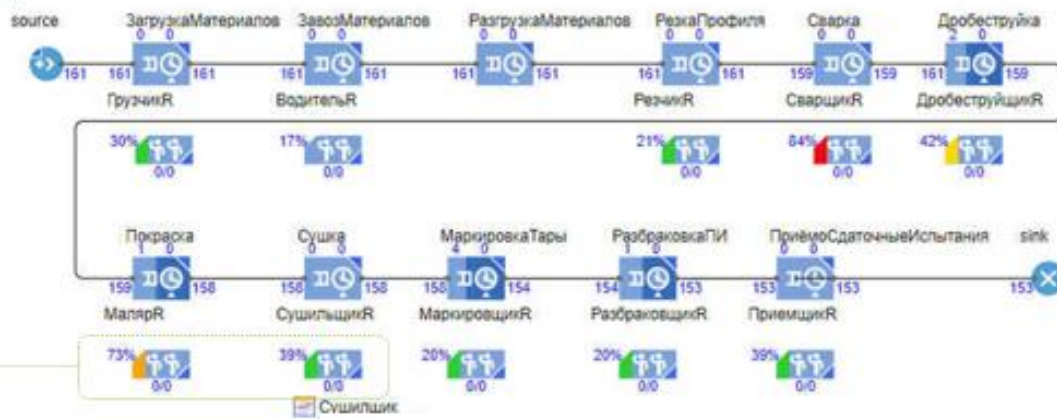 source ЗагрузкаМатериалов ЗавозМатериалов РазгрузкаМатериалов РезкаПрофиля Сварка Дробеструйка
0 0 0 0 0 0 0 0 0 0 2 0
161 161 161 161 161 161 161 161 161 159 159 161 159
ГрузчикR ВодительR РезчикR СварщикR ДробеструйщикR
30% 17% 21% 84% 42%
0/0 0/0 0/0 0/0 0/0
Покраска Сушка МаркировкаТары РазбраковкаПИ ПриёмоСдаточныеИспытания sink
1 0 0 0 4 0 1 0 0 0
159 158 158 158 158 154 154 153 153 153 153
МалярR СушильщикR МаркировщикR РазбраковщикR ПриемщикR
73% 39% 20% 39%
0/0 0/0 0/0 0/0 0/0
Сушилщик